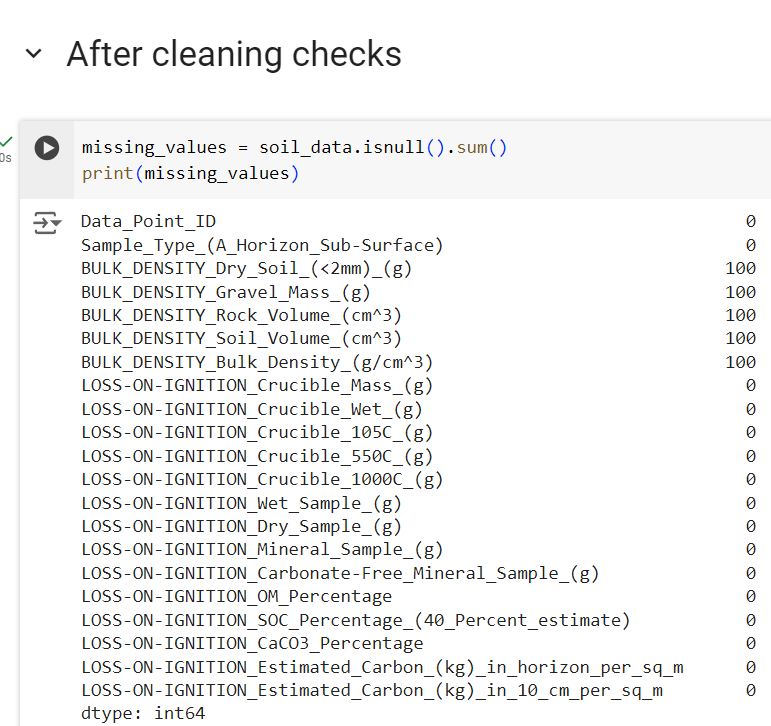 After cleaning checks
0s
missing_values = soil_data.isnull().sum()
print(missing_values)
Data_Point_ID 0
Sample_Type_(A_Horizon_Sub-Surface) 0
BULK_DENSITY_Dry_Soil_(<2mm)_(g) 100
BULK_DENSITY_Gravel_Mass_(g) 100
BULK_DENSITY_Rock_Volume_(cm^3) 100
BULK_DENSITY_Soil_Volume_(cm^3) 100
BULK_DENSITY_Bulk_Density_(g/cm^3) 100
LOSS-ON-IGNITION_Crucible_Mass_(g) 0
LOSS-ON-IGNITION_Crucible_Wet_(g) 0
LOSS-ON-IGNITION_Crucible_105C_(g) 0
LOSS-ON-IGNITION_Crucible_550C_(g) 0
LOSS-ON-IGNITION_Crucible_1000C_(g) 0
LOSS-ON-IGNITION_Wet_Sample_(g) 0
LOSS-ON-IGNITION_Dry_Sample_(g) 0
LOSS-ON-IGNITION_Mineral_Sample_(g) 0
LOSS-ON-IGNITION_Carbonate-Free_Mineral_Sample_(g) 0
LOSS-ON-IGNITION_OM_Percentage 0
LOSS-ON-IGNITION_SOC_Percentage_(40_Percent_estimate) 0
LOSS-ON-IGNITION_CaCO3_Percentage 0
LOSS-ON-IGNITION_Estimated_Carbon_(kg)_in_horizon_per_sq_m 0
LOSS-ON-IGNITION_Estimated_Carbon_(kg)_in_10_cm_per_sq_m 0
dtype: int64